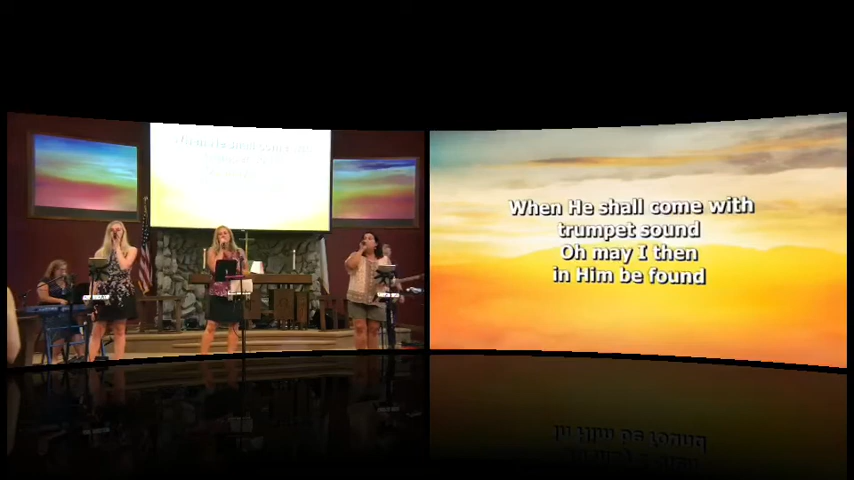 When He shall come with
trumpet sound
Oh may I then
in Him be found